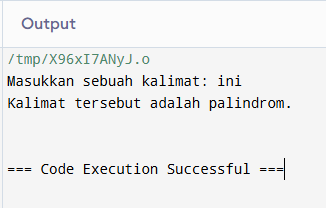 Output
/tmp/X96xI7ANyJ.o
Masukkan sebuah kalimat: ini
Kalimat tersebut adalah palindrom.
=== Code Execution Successful ===